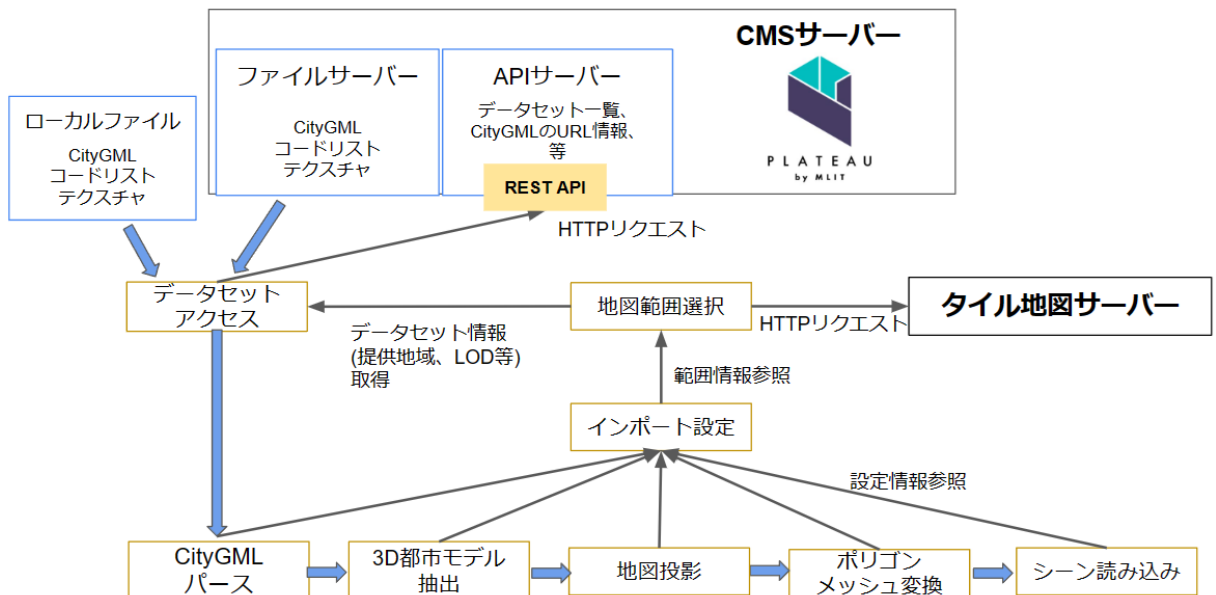 CMSサーバー
PLATEAU
by MLIT
ファイルサーバー
CityGML
コードリスト
テクスチャ
APIサーバー
データセット一覧、
CityGMLのURL情報、
等
REST API
ローカルファイル
CityGML
コードリスト
テクスチャ
HTTPリクエスト
データセット
アクセス
地図範囲選択
HTTPリクエスト
タイル地図サーバー
データセット情報
(提供地域、LOD等)
取得
範囲情報参照
インポート設定
設定情報参照
CityGML
パース
3D都市モデル
抽出
地図投影
ポリゴン
メッシュ変換
シーン読み込み